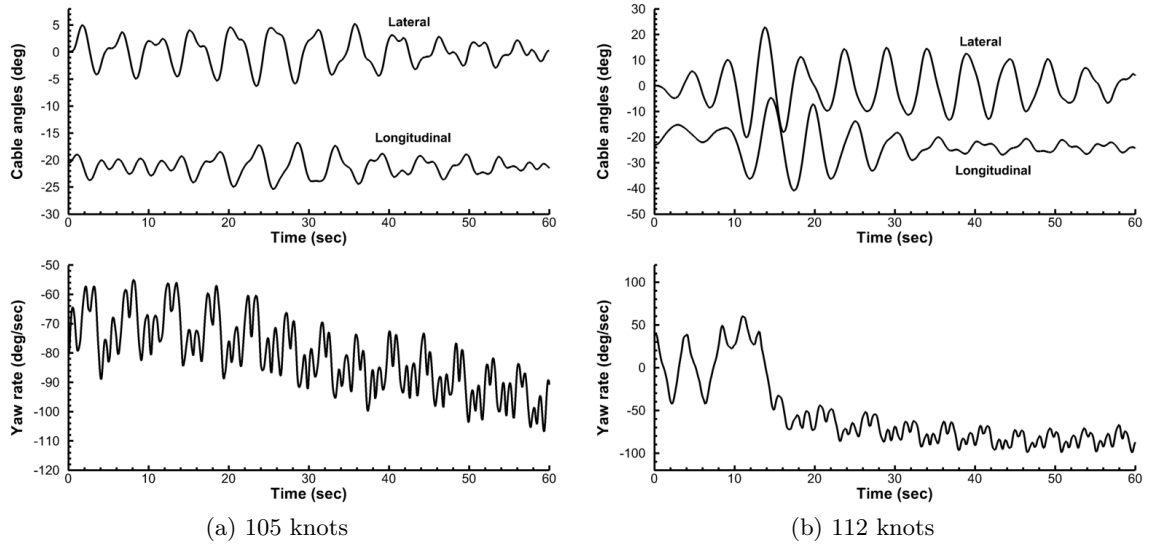 5
0
-5
-10
-15
-20
-25
-30
Cable angles (deg)
Lateral
Longitudinal
0 10 20 30 40 50 60
Time (sec)
30
20
10
0
-10
-20
-30
-40
-50
Cable angles (deg)
Lateral
Longitudinal
0 10 20 30 40 50 60
Time (sec)
-50
-60
-70
-80
-90
-100
-110
-120
Yaw rate (deg/sec)
0 10 20 30 40 50 60
Time (sec)
(a) 105 knots
100
50
0
-50
-100
Yaw rate (deg/sec)
0 10 20 30 40 50 60
Time (sec)
(b) 112 knots